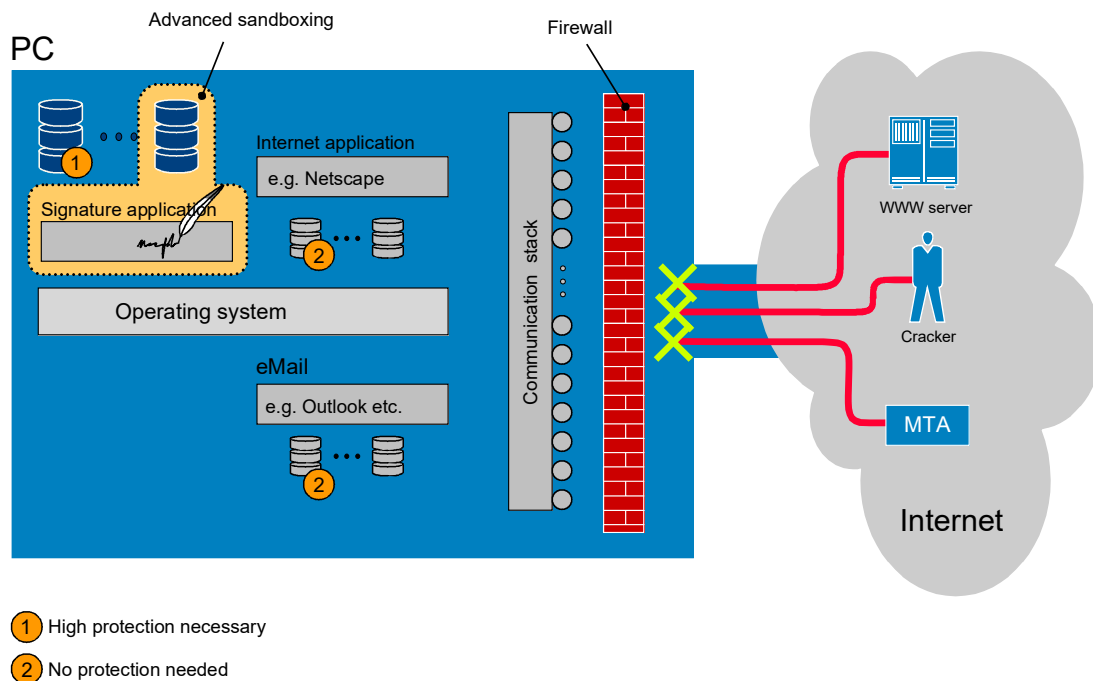 Advanced sandboxing
Firewall
PC
1
Internet application
e.g. Netscape
Signature application
2
Operating system
eMail
e.g. Outlook etc.
2
Communication stack
WWW server
Cracker
MTA
Internet
1 High protection necessary
2 No protection needed